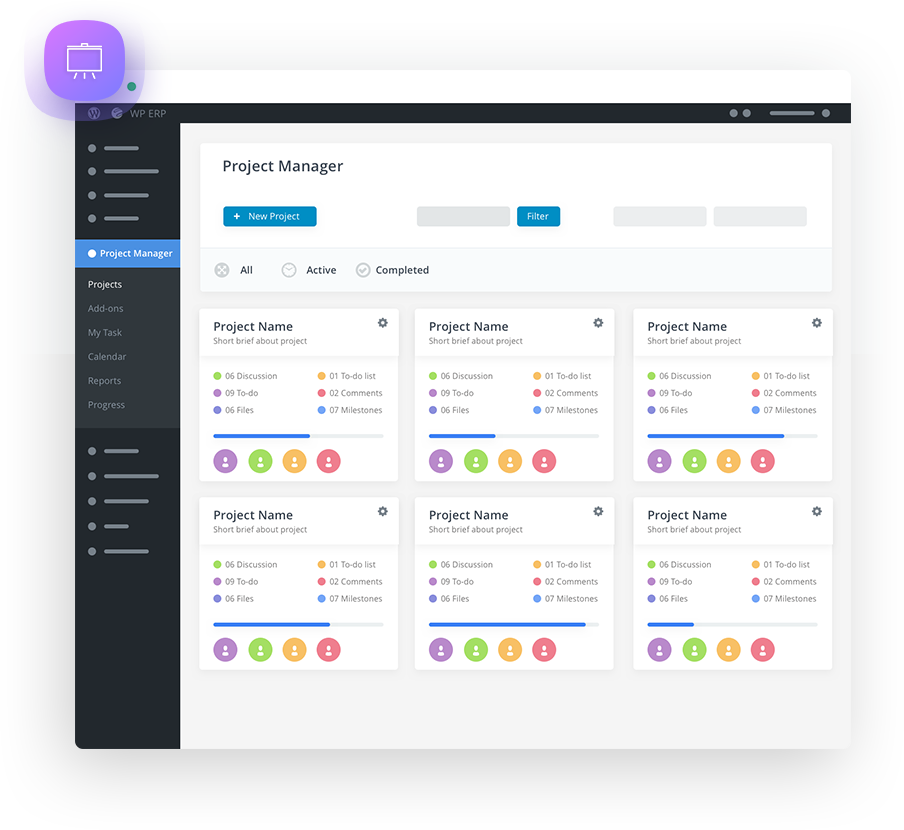 WP ERP
Project Manager
Projects
Add-ons
My Task
Calendar
Reports
Progress
Project Manager
+ New Project
Filter
All Active Completed
Project Name
Short brief about project
06 Discussion 01 To-do list
09 To-do 02 Comments
06 Files 07 Milestones
Project Name
Short brief about project
06 Discussion 01 To-do list
09 To-do 02 Comments
06 Files 07 Milestones
Project Name
Short brief about project
06 Discussion 01 To-do list
09 To-do 02 Comments
06 Files 07 Milestones
Project Name
Short brief about project
06 Discussion 01 To-do list
09 To-do 02 Comments
06 Files 07 Milestones
Project Name
Short brief about project
06 Discussion 01 To-do list
09 To-do 02 Comments
06 Files 07 Milestones
Project Name
Short brief about project
06 Discussion 01 To-do list
09 To-do 02 Comments
06 Files 07 Milestones